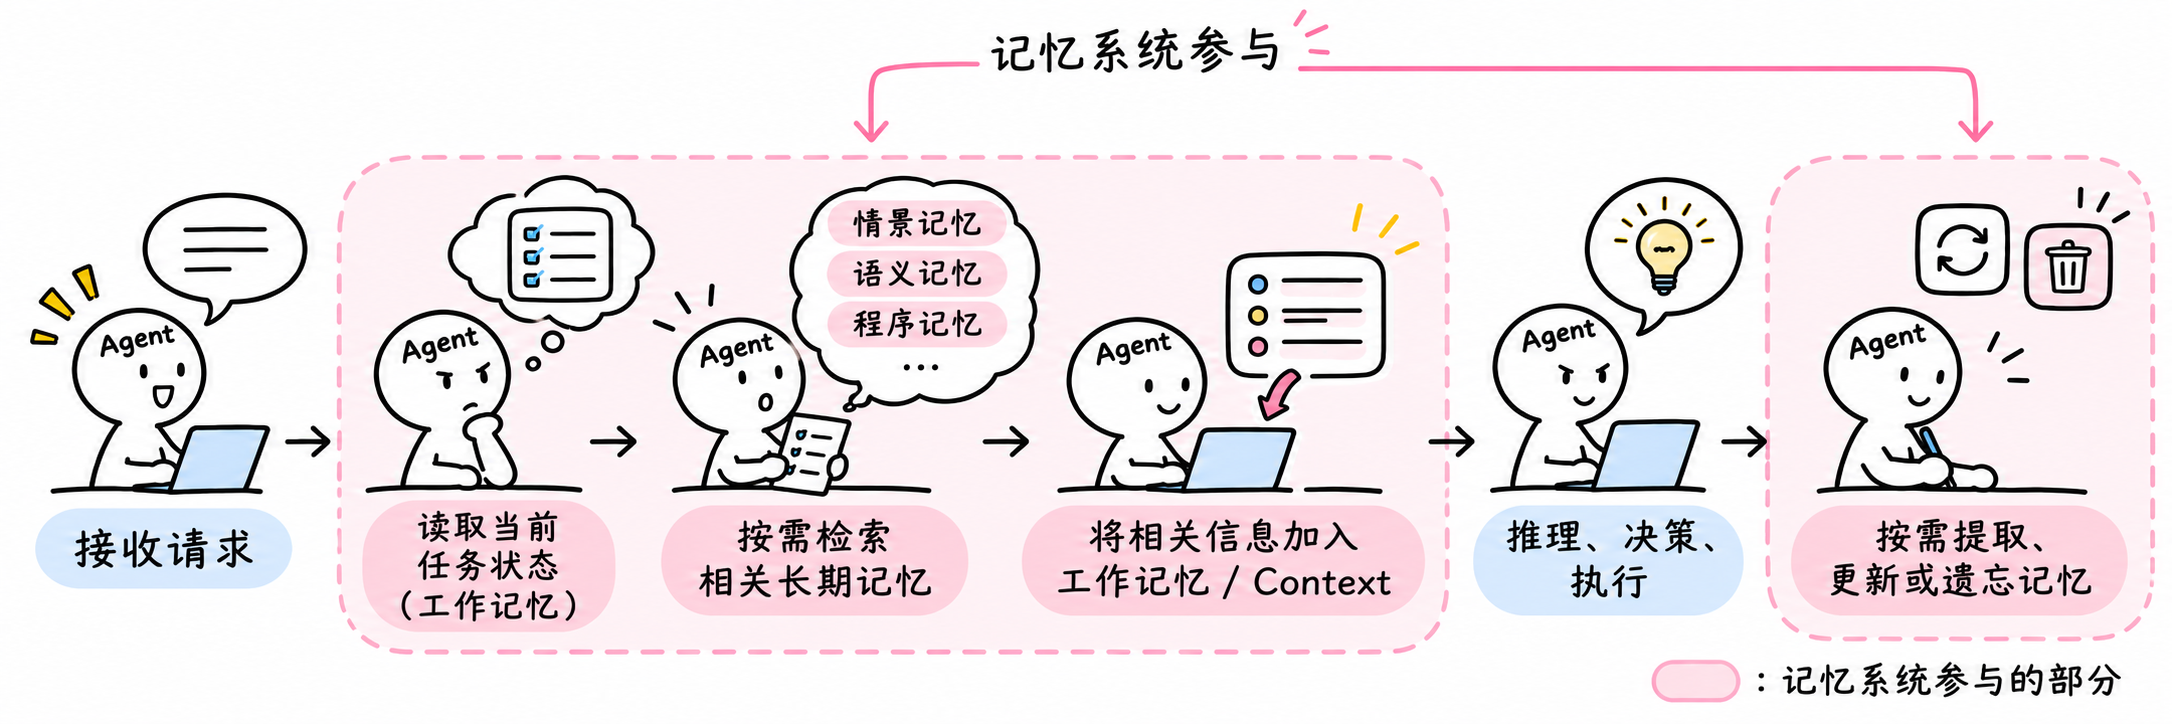 记忆系统参与
Agent
接收请求
Agent
读取当前
任务状态
（工作记忆）
情景记忆
语义记忆
程序记忆
...
Agent
按需检索
相关长期记忆
Agent
将相关信息加入
工作记忆 / Context
Agent
推理、决策、
执行
Agent
按需提取、
更新或遗忘记忆
：记忆系统参与的部分